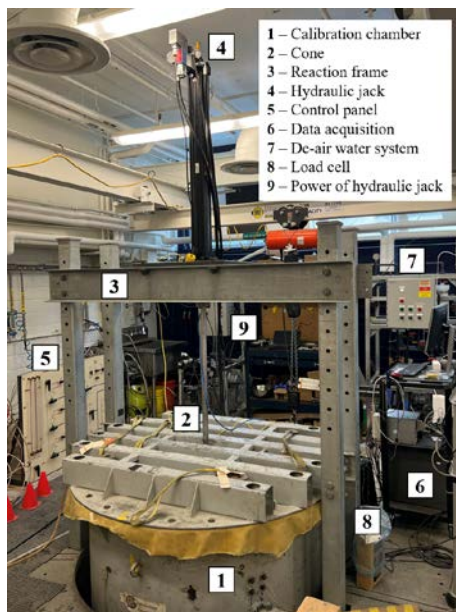 1 – Calibration chamber
2 – Cone
3 – Reaction frame
4 – Hydraulic jack
5 – Control panel
6 – Data acquisition
7 – De-air water system
8 – Load cell
9 – Power of hydraulic jack
4
7
3
9
5
2
6
8
1